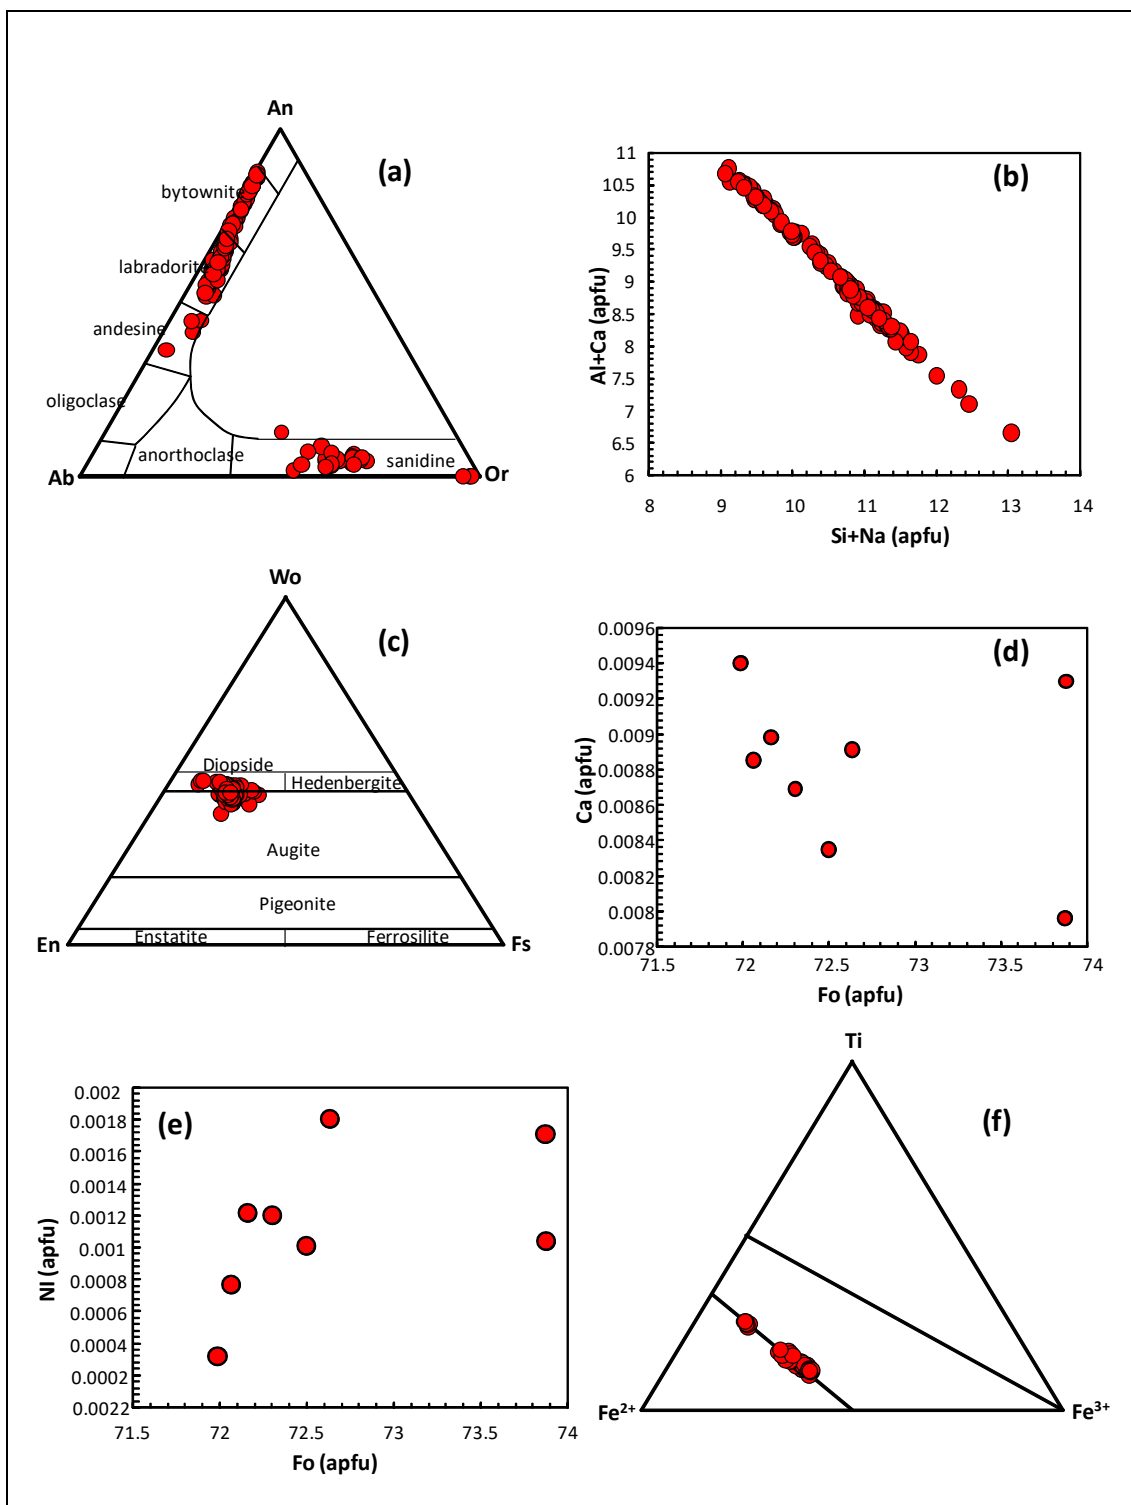 An
(a)
bytownite
labradorite
andesine
oligoclase
anorthoclase
sanidine
Ab
Or
11
10.5
10
9.5
9
8.5
8
7.5
7
6.5
6
Al+Ca (apfu)
(b)
8 9 10 11 12 13 14
Si+Na (apfu)
Wo
(c)
Diopside
Hedenbergite
Augite
Pigeonite
Enstatite Ferrosilite
En
Fs
0.0096
0.0094
0.0092
0.009
0.0088
0.0086
0.0084
0.0082
0.008
0.0078
Ca (apfu)
(d)
71.5 72 72.5 73 73.5 74
Fo (apfu)
0.002
0.0018
0.0016
0.0014
0.0012
0.001
0.0008
0.0006
0.0004
0.0002
0.0022
NI (apfu)
(e)
71.5 72 72.5 73 73.5 74
Fo (apfu)
Ti
(f)
Fe2+
Fe3+